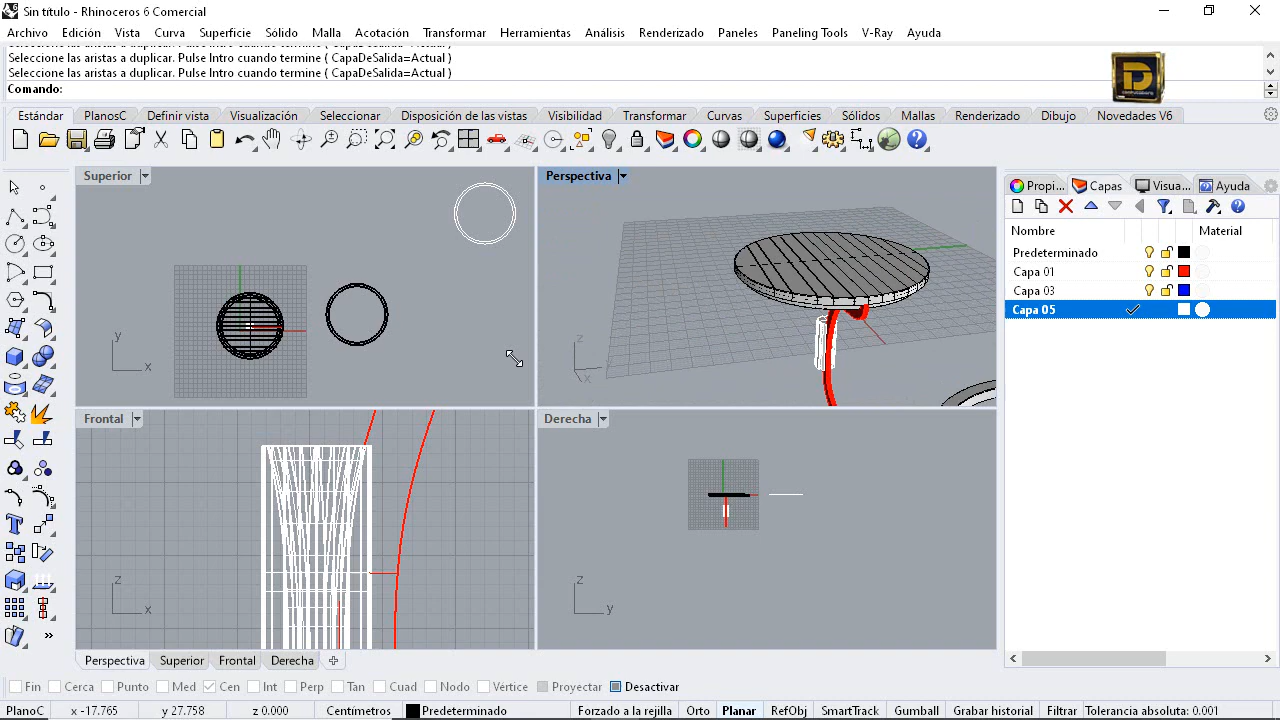 Sin título - Rhinoceros 6 Comercial
Archivo Edición Vista Curva Superficie Sólido Malla Acotación Transformar Herramientas Análisis Renderizado Paneles Paneling Tools V-Ray Ayuda
Seleccione las aristas a duplicar. Pulse Intro cuando termine ( CapaDeSalida=Actual )
Seleccione las aristas a duplicar. Pulse Intro cuando termine ( CapaDeSalida=Actual )
Comando:
Estándar PlanosC Definir vista Visualización Seleccionar Disposición de las vistas Visibilidad Transformar Curvas Superficies Sólidos Mallas Renderizado Dibujo Novedades V6
Superior
Perspectiva
Propi... Capas Visua... Ayuda
Nombre Material
Predeterminado
Capa 01
Capa 03
Capa 05
y
x
z
x
Frontal
Derecha
z
x
z
y
Perspectiva Superior Frontal Derecha
Fin Cerca Punto Med Cen Int Perp Tan Cuad Nodo Vértice Proyectar Desactivar
PlanoC x -17.765 y 27.758 z 0.000 Centímetros Predeterminado Forzado a la rejilla Orto Planar RefObj SmartTrack Gumball Grabar historial Filtrar Tolerancia absoluta: 0.001